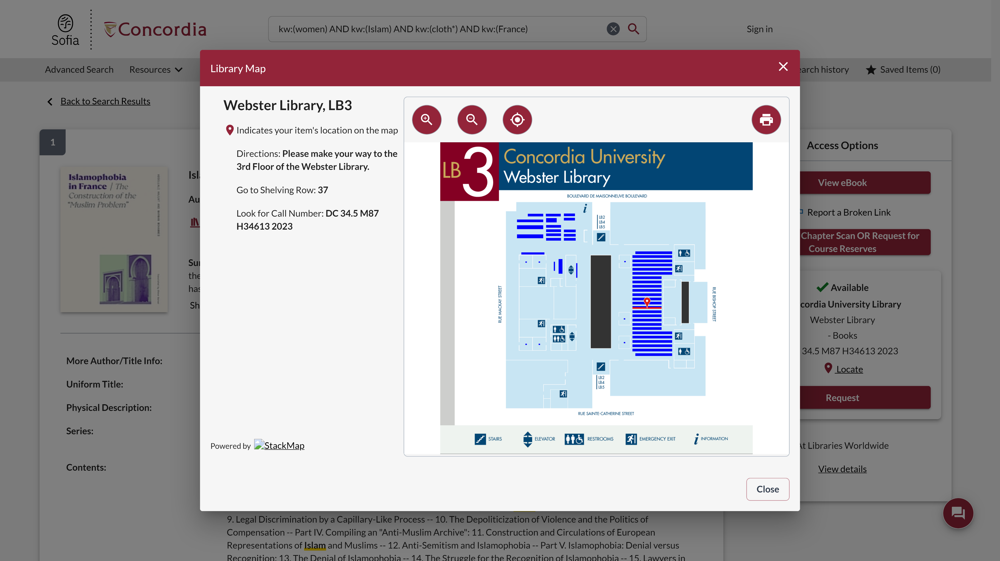 Sofia
Concordia
kw:(women) AND kw:(Islam) AND kw:(cloth*) AND kw:(France)
Sign in
Advanced Search
Resources
earch history
Saved Items (0)
Back to Search Results
1
Islamophobia
in France / The
Construction of the
"Muslim Problem"
Isl
Au
Sur
the
has
Sh
More Author/Title Info:
Uniform Title:
Physical Description:
Series:
Contents:
Library Map
Webster Library, LB3
Indicates your item's location on the map
Directions: Please make your way to the
3rd Floor of the Webster Library.
Go to Shelving Row: 37
Look for Call Number: DC 34.5 M87
H34613 2023
Powered by StackMap
LB3
Concordia University
Webster Library
BOULEVARD DE MAISONNEUVE BOULEVARD
i
LB2
LB4
LB5
RUE MACKAY STREET
RUE BISHOP STREET
LB2
LB4
LB5
RUE SAINTE-CATHERINE STREET
STAIRS
ELEVATOR
RESTROOMS
EMERGENCY EXIT
i INFORMATION
Close
Access Options
View eBook
Report a Broken Link
Chapter Scan OR Request for
Course Reserves
Available
cordia University Library
Webster Library
- Books
34.5 M87 H34613 2023
Locate
Request
At Libraries Worldwide
View details
9. Legal Discrimination by a Capillary-Like Process -- 10. The Depoliticization of Violence and the Politics of
Compensation -- Part IV. Compiling an "Anti-Muslim Archive": 11. Construction and Circulations of European
Representations of Islam and Muslims -- 12. Anti-Semitism and Islamophobia -- Part V. Islamophobia: Denial versus
Recognition: 13. The Denial of Islamophobia -- 14. The Struggle for the Recognition of Islamophobia -- 15. Lawyers in